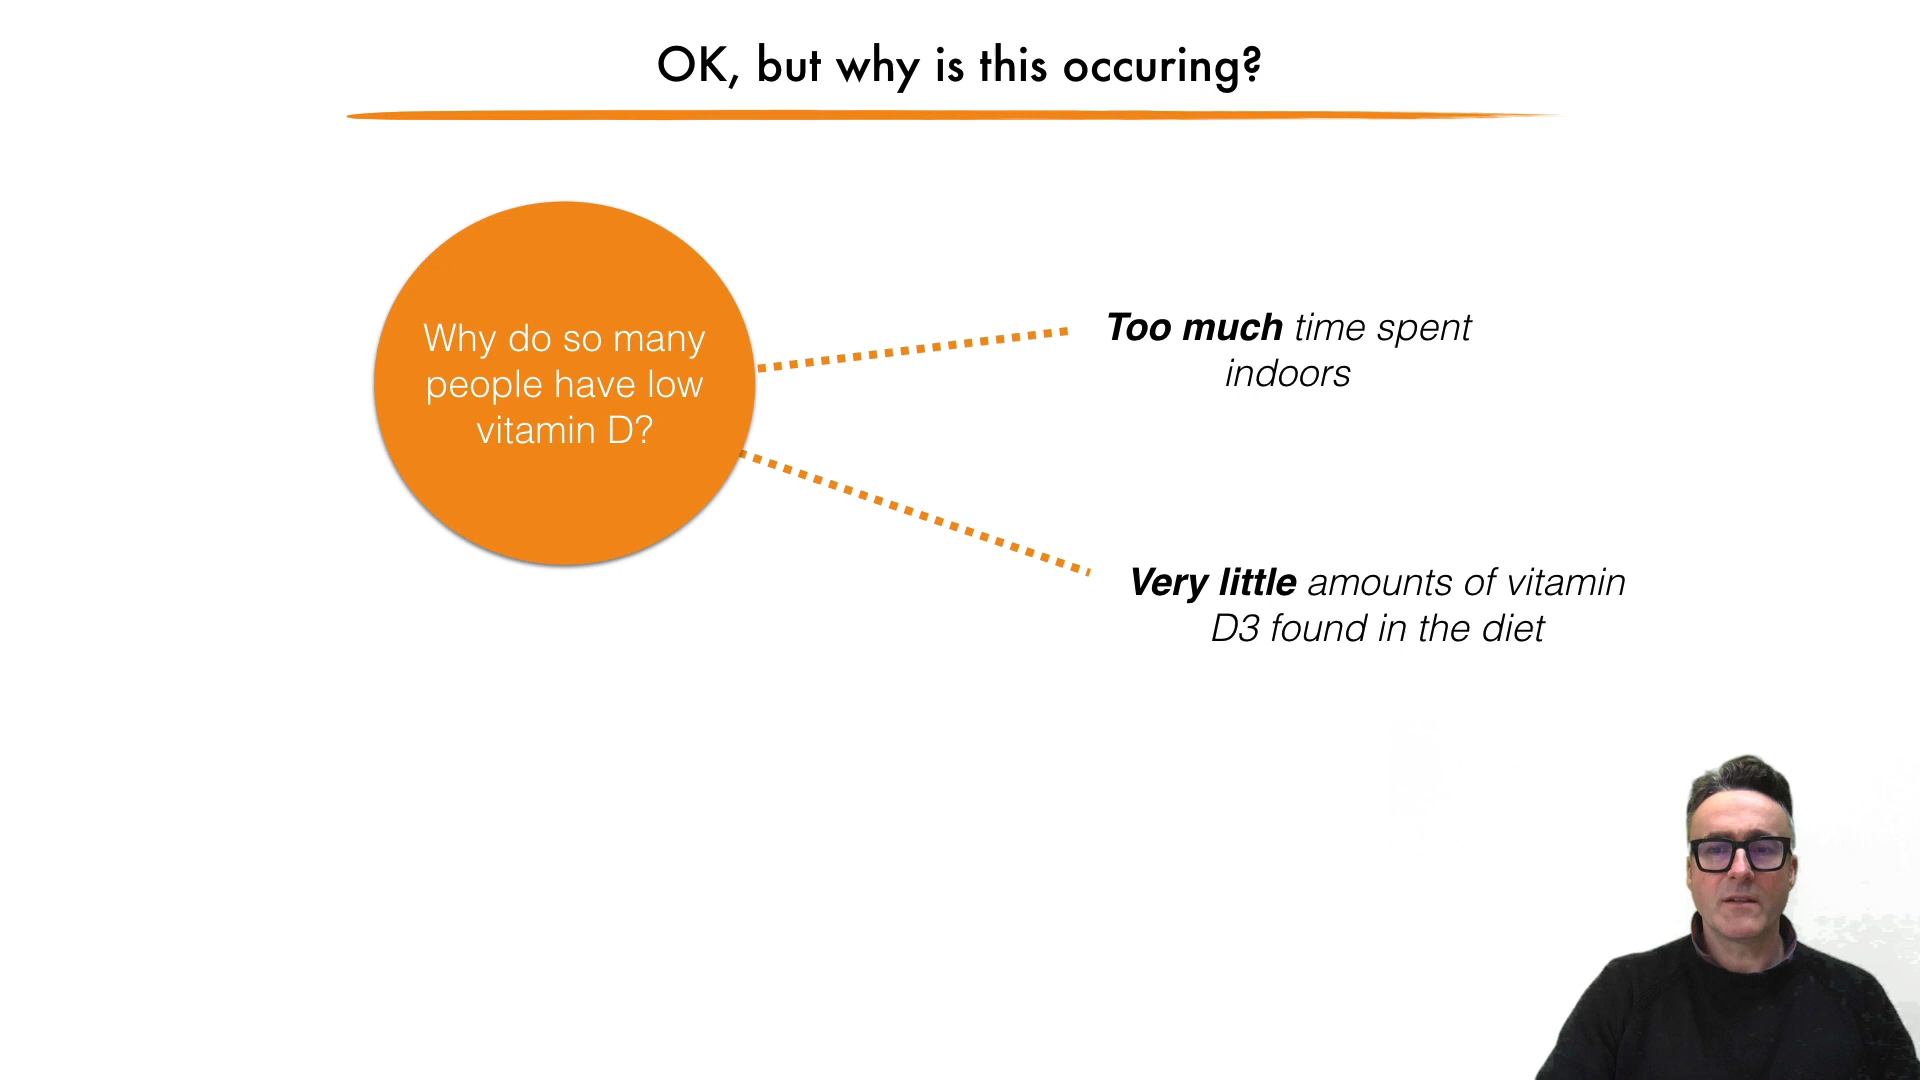 OK, but why is this occuring?
Why do so many
people have low
vitamin D?
Too much time spent
indoors
Very little amounts of vitamin
D3 found in the diet